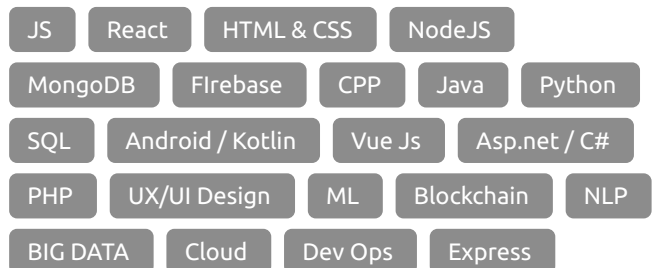 JS React HTML & CSS NodeJS
MongoDB FIrebase CPP Java Python
SQL Android / Kotlin Vue Js Asp.net / C#
PHP UX/UI Design ML Blockchain NLP
BIG DATA Cloud Dev Ops Express